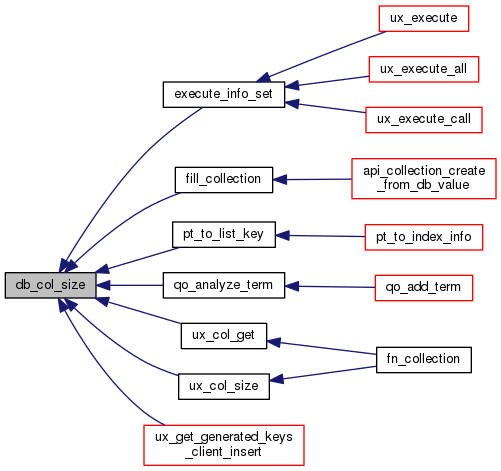 ux_execute
execute_info_set
ux_execute_all
ux_execute_call
fill_collection
api_collection_create
_from_db_value
pt_to_list_key
pt_to_index_info
db_col_size
qo_analyze_term
qo_add_term
ux_col_get
fn_collection
ux_col_size
ux_get_generated_keys
_client_insert